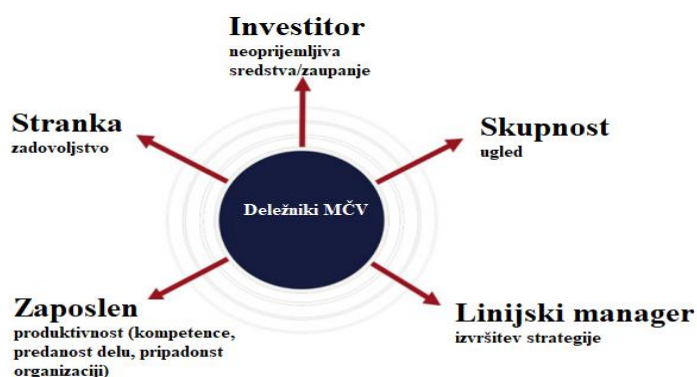 Investitor
neoprijemljiva
sredstva/zaupanje
Stranka
zadovoljstvo
Skupnost
ugled
Deležniki MČV
Zaposlen
produktivnost (kompetence,
predanost delu, pripadonst
organizaciji)
Linijski manager
izvršitev strategije